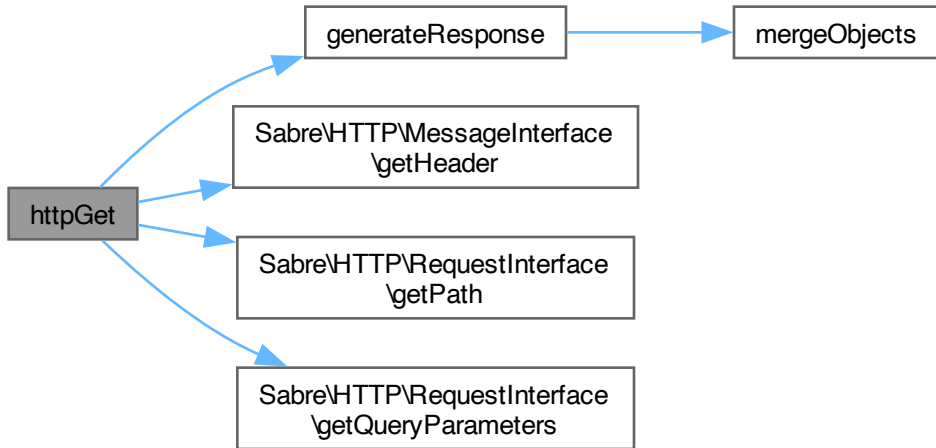 generateResponse
mergeObjects
Sabre\HTTP\MessageInterface
\getHeader
httpGet
Sabre\HTTP\RequestInterface
\getPath
Sabre\HTTP\RequestInterface
\getQueryParameters